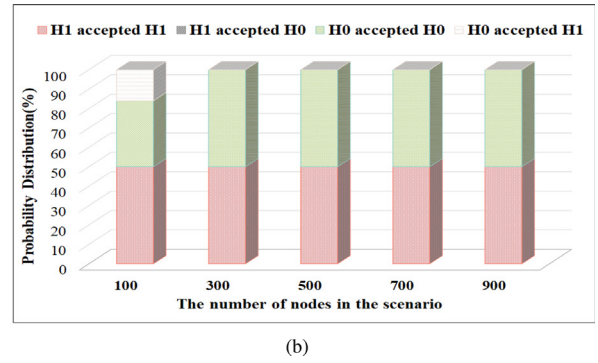 H1 accepted H1 H1 accepted H0 H0 accepted H0 H0 accepted H1
100
90
80
70
60
50
40
30
20
10
0
Probability Distribution(%)
100 300 500 700 900
The number of nodes in the scenario
(b)